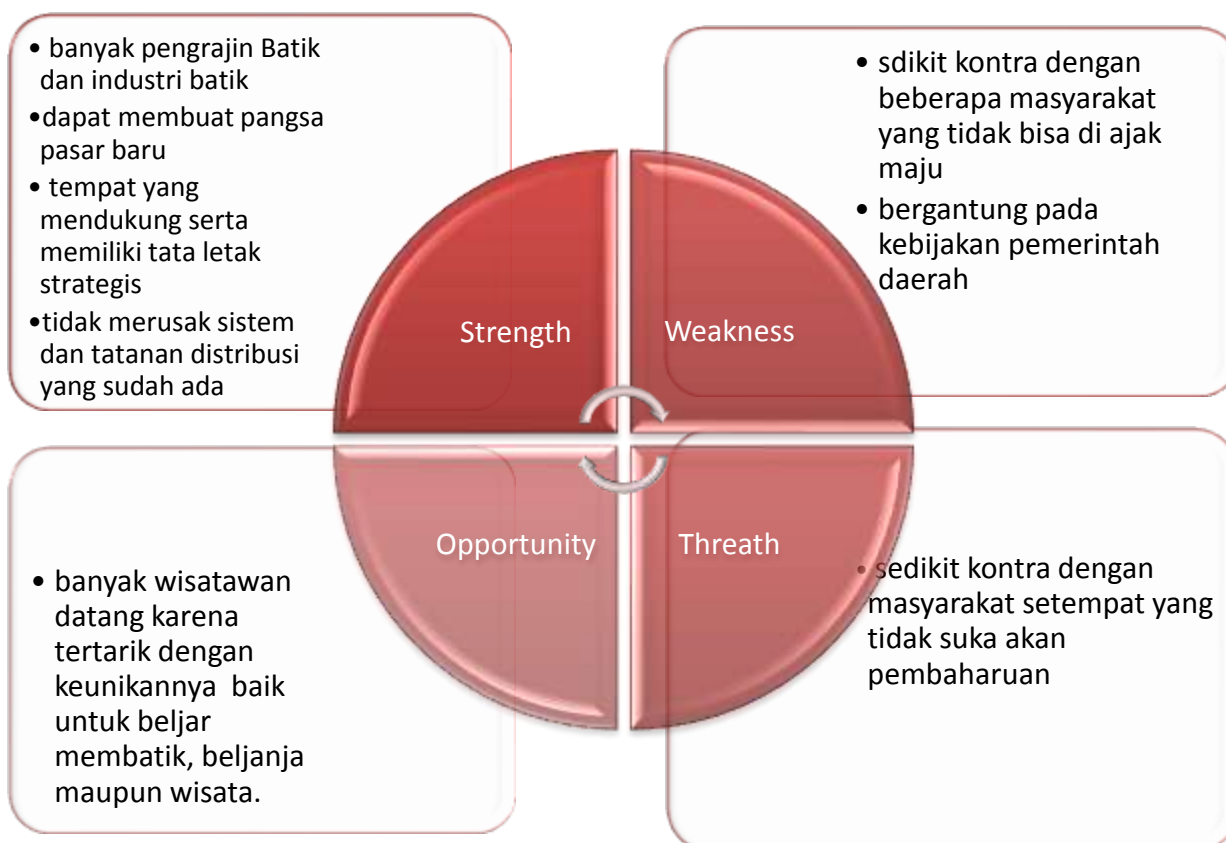 • banyak pengrajin Batik
dan industri batik
•dapat membuat pangsa
pasar baru
• tempat yang
mendukung serta
memiliki tata letak
strategis
•tidak merusak sistem
dan tatanan distribusi
yang sudah ada
Strength
• sdikit kontra dengan
beberapa masyarakat
yang tidak bisa di ajak
maju
• bergantung pada
kebijakan pemerintah
daerah
Weakness
Opportunity
• banyak wisatawan
datang karena
tertarik dengan
keunikannya baik
untuk beljar
membatik, beljanja
maupun wisata.
Threath
• sedikit kontra dengan
masyarakat setempat yang
tidak suka akan
pembaharuan